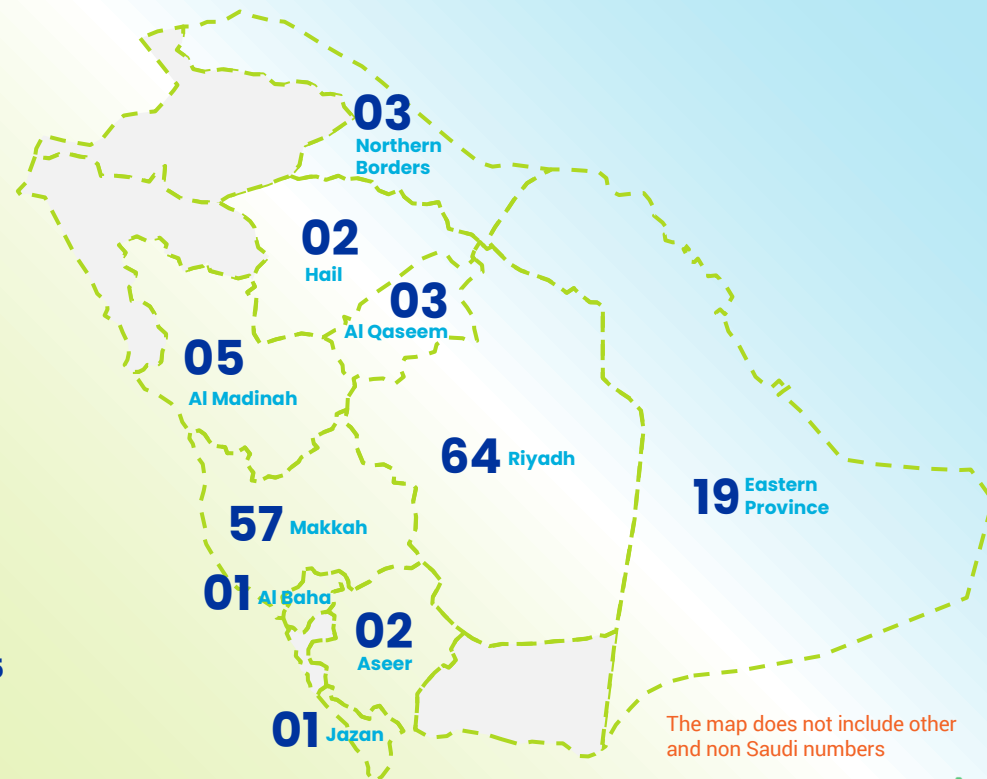 03
Northern
Borders
02
Hail
03
Al Qaseem
05
Al Madinah
64 Riyadh
19 Eastern
Province
57 Makkah
01 Al Baha
02
Aseer
01 Jazan
The map does not include other
and non Saudi numbers